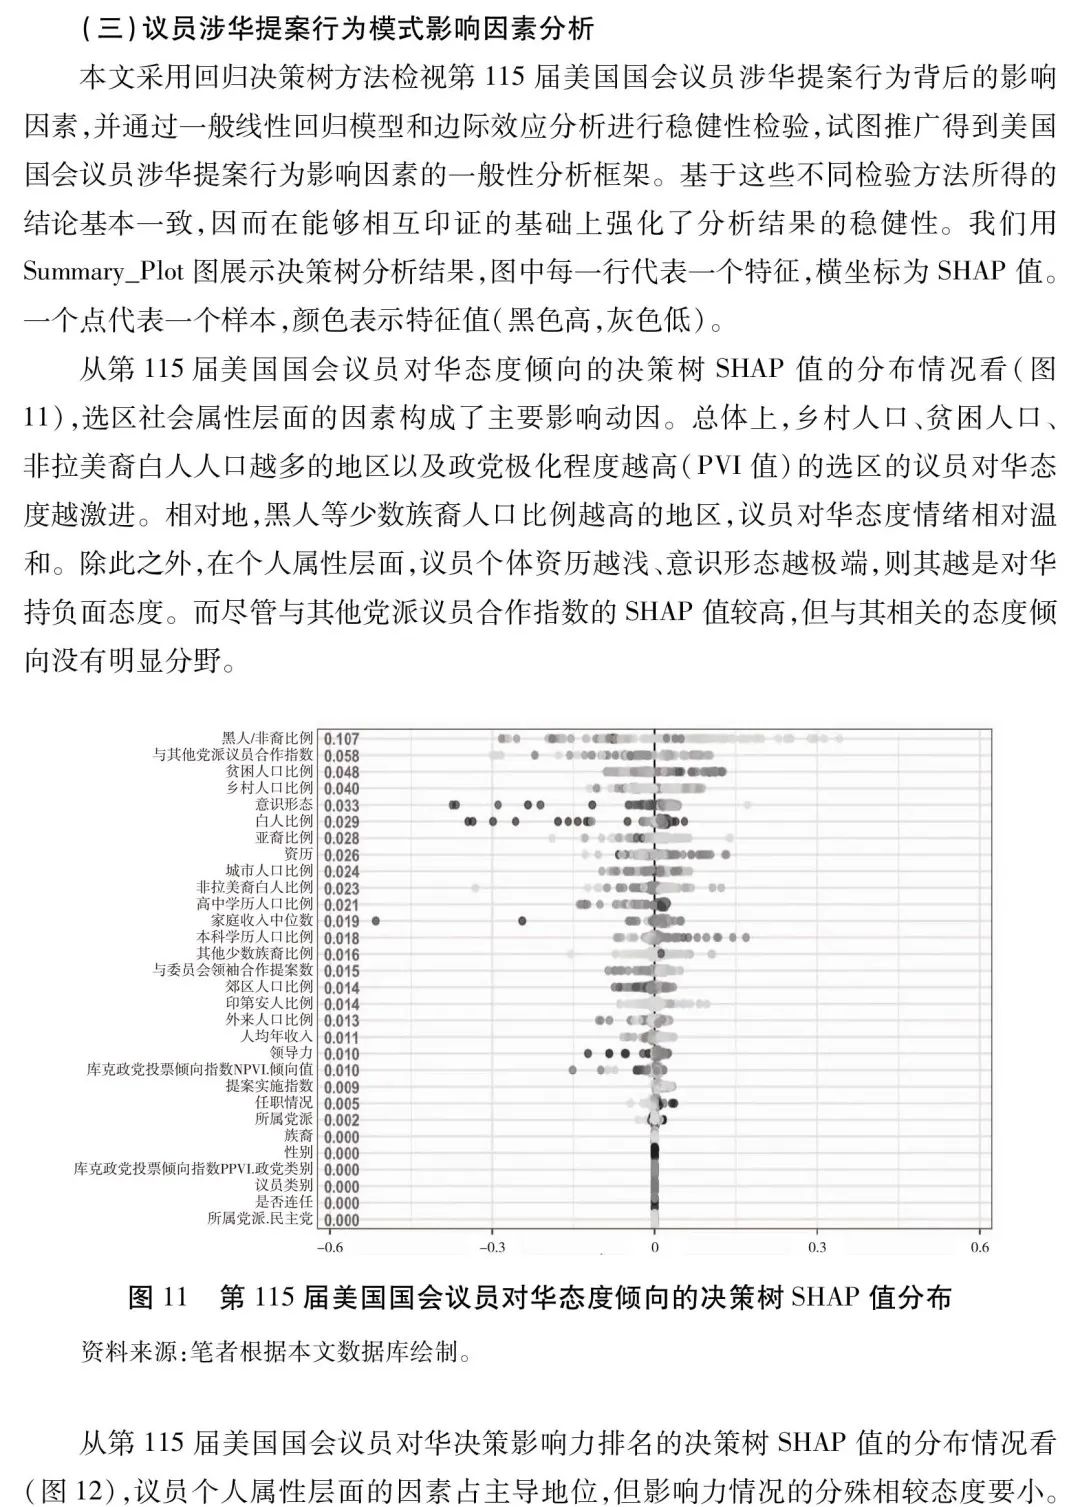 (三)议员涉华提案行为模式影响因素分析
本文采用回归决策树方法检视第 115 届美国国会议员涉华提案行为背后的影响
因素,并通过一般线性回归模型和边际效应分析进行稳健性检验,试图推广得到美国
国会议员涉华提案行为影响因素的一般性分析框架。基于这些不同检验方法所得的
结论基本一致,因而在能够相互印证的基础上强化了分析结果的稳健性。我们用
Summary_Plot 图展示决策树分析结果,图中每一行代表一个特征,横坐标为 SHAP 值。
一个点代表一个样本,颜色表示特征值(黑色高,灰色低)。
从第 115 届美国国会议员对华态度倾向的决策树 SHAP 值的分布情况看(图
11),选区社会属性层面的因素构成了主要影响动因。总体上,乡村人口、贫困人口、
非拉美裔白人人口越多的地区以及政党极化程度越高(PVI 值)的选区的议员对华态
度越激进。相对地,黑人等少数族裔人口比例越高的地区,议员对华态度情绪相对温
和。除此之外,在个人属性层面,议员个体资历越浅、意识形态越极端,则其越是对华
持负面态度。而尽管与其他党派议员合作指数的 SHAP 值较高,但与其相关的态度倾
向没有明显分野。
黑人/非裔比例 0.107
与其他党派议员合作指数 0.058
贫困人口比例 0.048
乡村人口比例 0.040
意识形态 0.033
白人比例 0.029
亚裔比例 0.028
资历 0.026
城市人口比例 0.024
非拉美裔白人比例 0.023
高中学历人口比例 0.021
家庭收入中位数 0.019
本科学历人口比例 0.018
其他少数族裔比例 0.016
与委员会领袖合作提案数 0.015
郊区人口比例 0.014
印第安人比例 0.014
外来人口比例 0.013
人均年收入 0.011
领导力 0.010
库克政党投票倾向指数NPVI.倾向值 0.010
提案实施指数 0.009
任职情况 0.005
所属党派 0.002
族裔 0.000
性别 0.000
库克政党投票倾向指数PPVI.政党类别 0.000
议员类别 0.000
是否连任 0.000
所属党派.民主党 0.000
-0.6 -0.3 0 0.3 0.6
图 11 第 115 届美国国会议员对华态度倾向的决策树 SHAP 值分布
资料来源:笔者根据本文数据库绘制。
从第 115 届美国国会议员对华决策影响力排名的决策树 SHAP 值的分布情况看
(图 12),议员个人属性层面的因素占主导地位,但影响力情况的分殊相较态度要小。